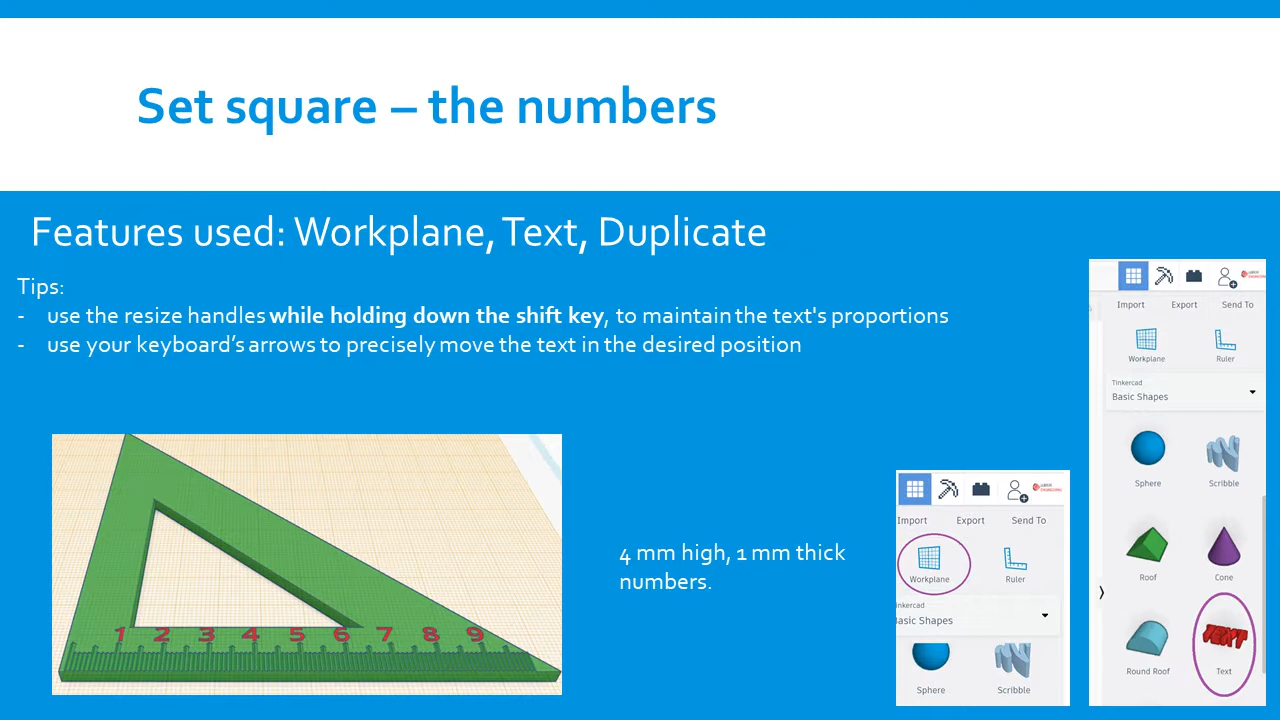 Set square – the numbers
Features used: Workplane, Text, Duplicate
Tips:
- use the resize handles while holding down the shift key, to maintain the text's proportions
- use your keyboard's arrows to precisely move the text in the desired position
1 2 3 4 5 6 7 8 9
4 mm high, 1 mm thick
numbers.
Import Export Send To
Workplane Ruler
inkercad
Basic Shapes
Sphere Scribble
Import Export Send To
Workplane Ruler
Tinkercad
Basic Shapes
Sphere Scribble
Roof Cone
TEXT
Round Roof Text